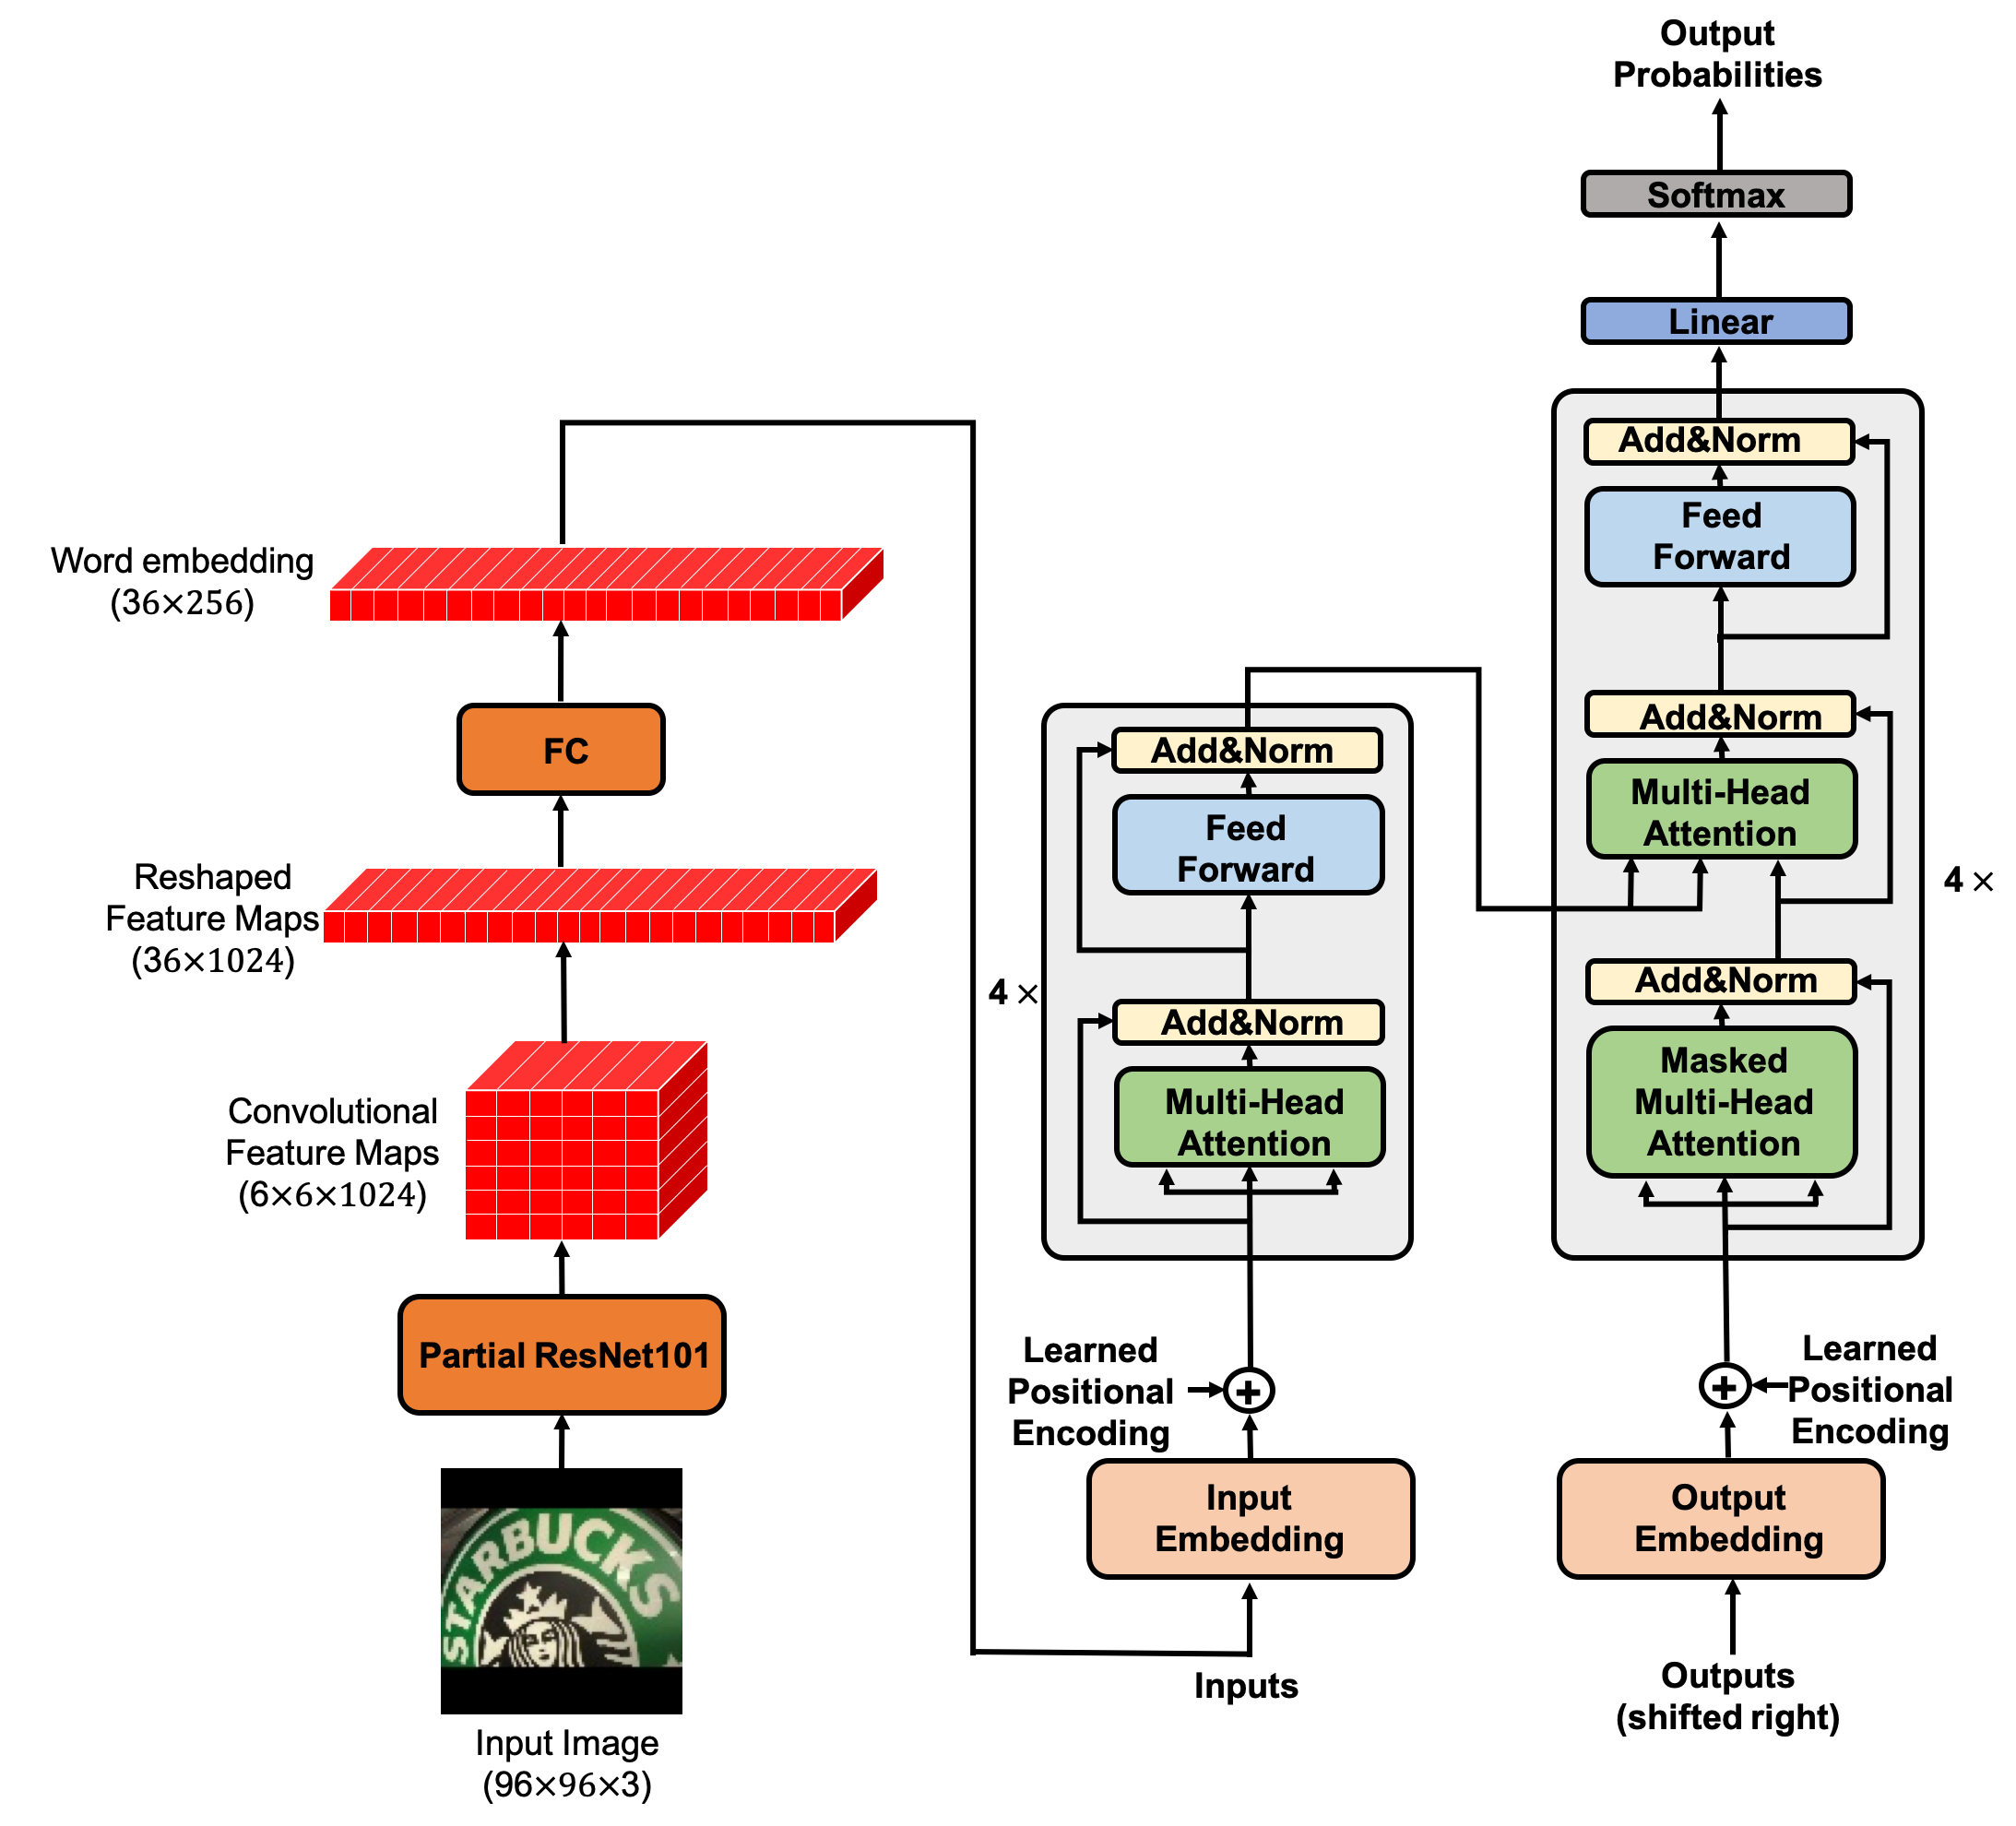 Output
Probabilities
Softmax
Linear
Add&Norm
Feed
Forward
Add&Norm
Multi-Head
Attention
4 ×
Add&Norm
Masked
Multi-Head
Attention
Learned
Positional
Encoding
+
Output
Embedding
Outputs
(shifted right)
Add&Norm
Feed
Forward
4 ×
Add&Norm
Multi-Head
Attention
Learned
Positional
Encoding
+
Input
Embedding
Inputs
Word embedding
(36×256)
FC
Reshaped
Feature Maps
(36×1024)
Convolutional
Feature Maps
(6×6×1024)
Partial ResNet101
STARBUCKS
Input Image
(96×96×3)